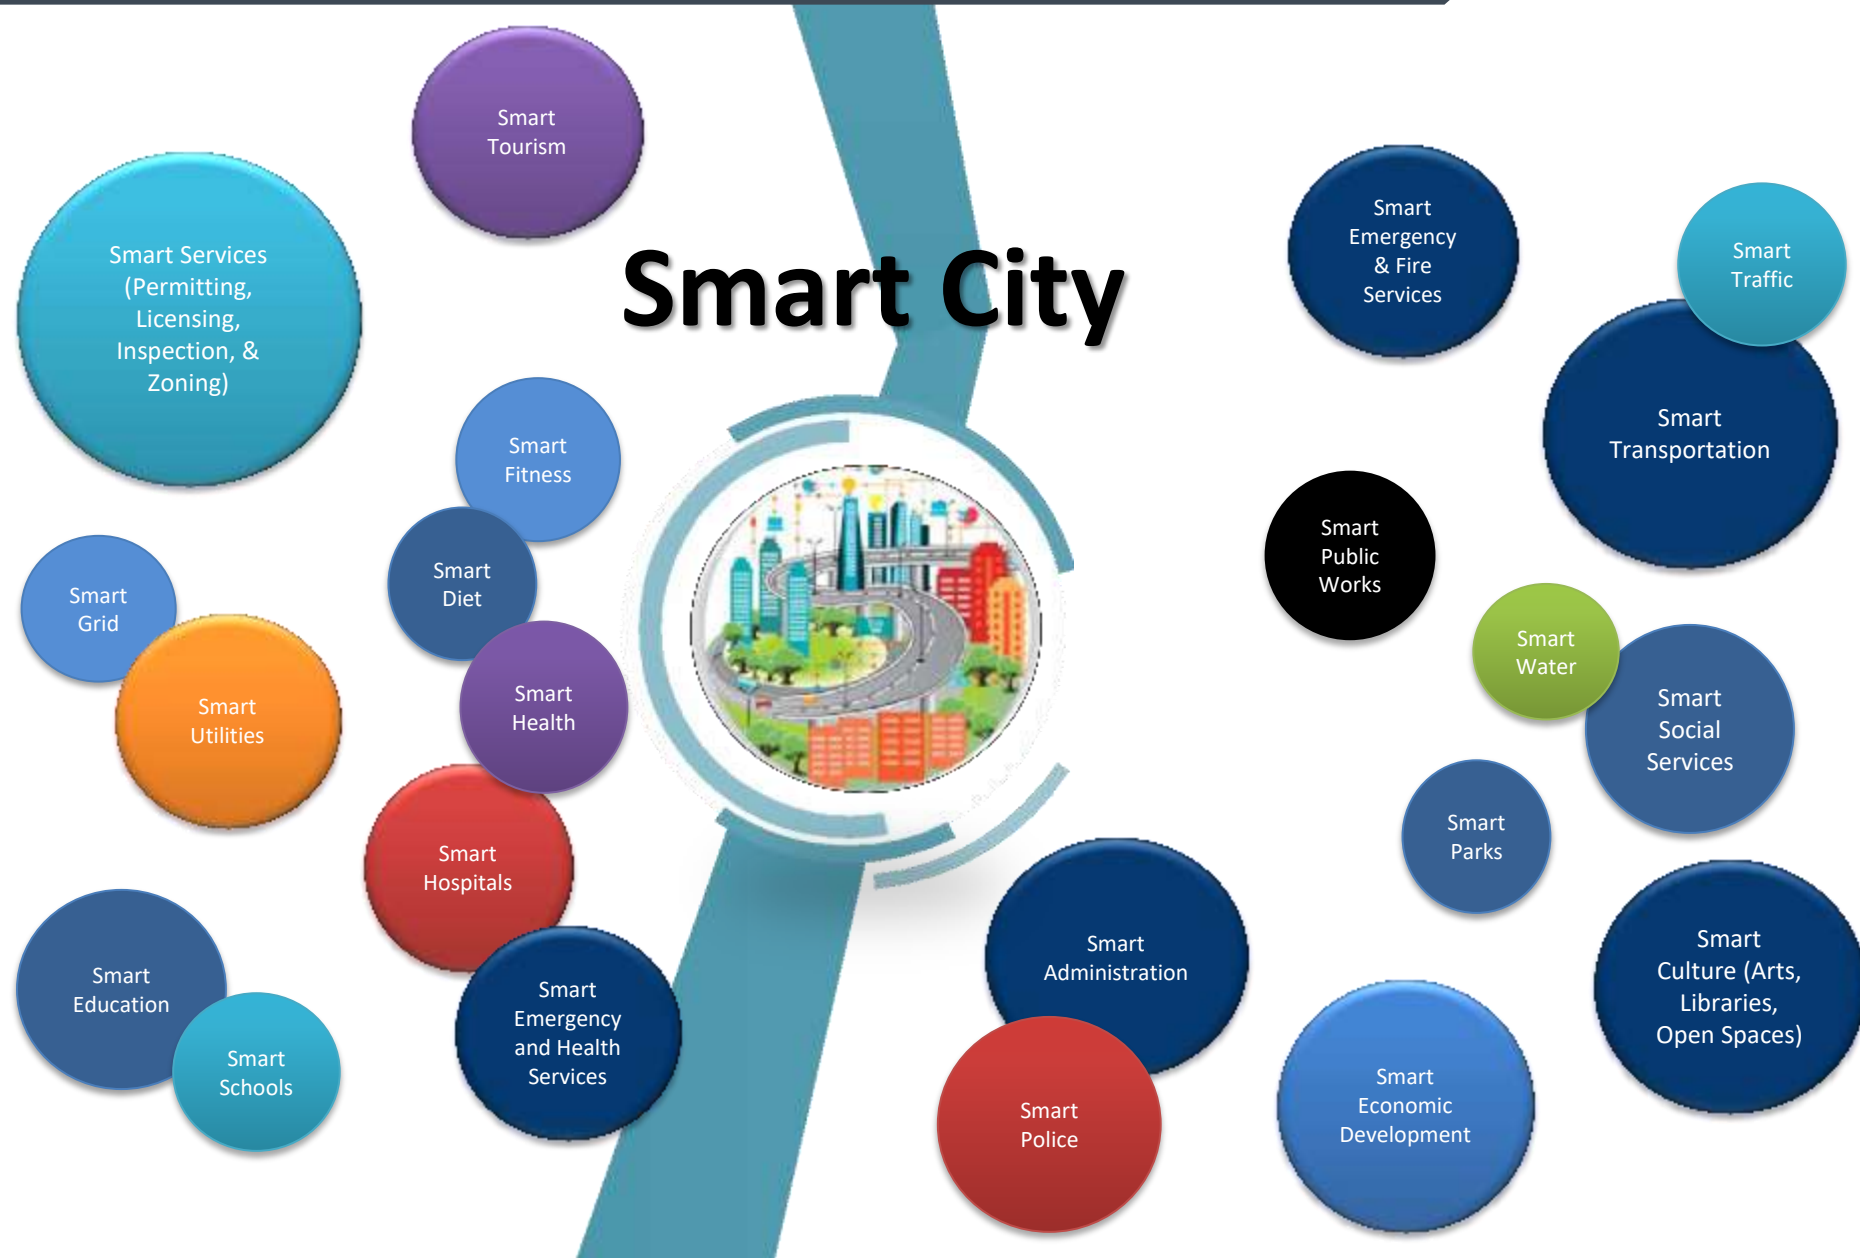 Smart
Tourism
Smart Services
(Permitting,
Licensing,
Inspection, &
Zoning)
Smart City
Smart
Emergency
& Fire
Services
Smart
Traffic
Smart
Transportation
Smart
Fitness
Smart
Diet
Smart
Grid
Smart
Utilities
Smart
Health
Smart
Hospitals
Smart
Public
Works
Smart
Water
Smart
Social
Services
Smart
Parks
Smart
Education
Smart
Schools
Smart
Emergency
and Health
Services
Smart
Administration
Smart
Police
Smart
Economic
Development
Smart
Culture (Arts,
Libraries,
Open Spaces)